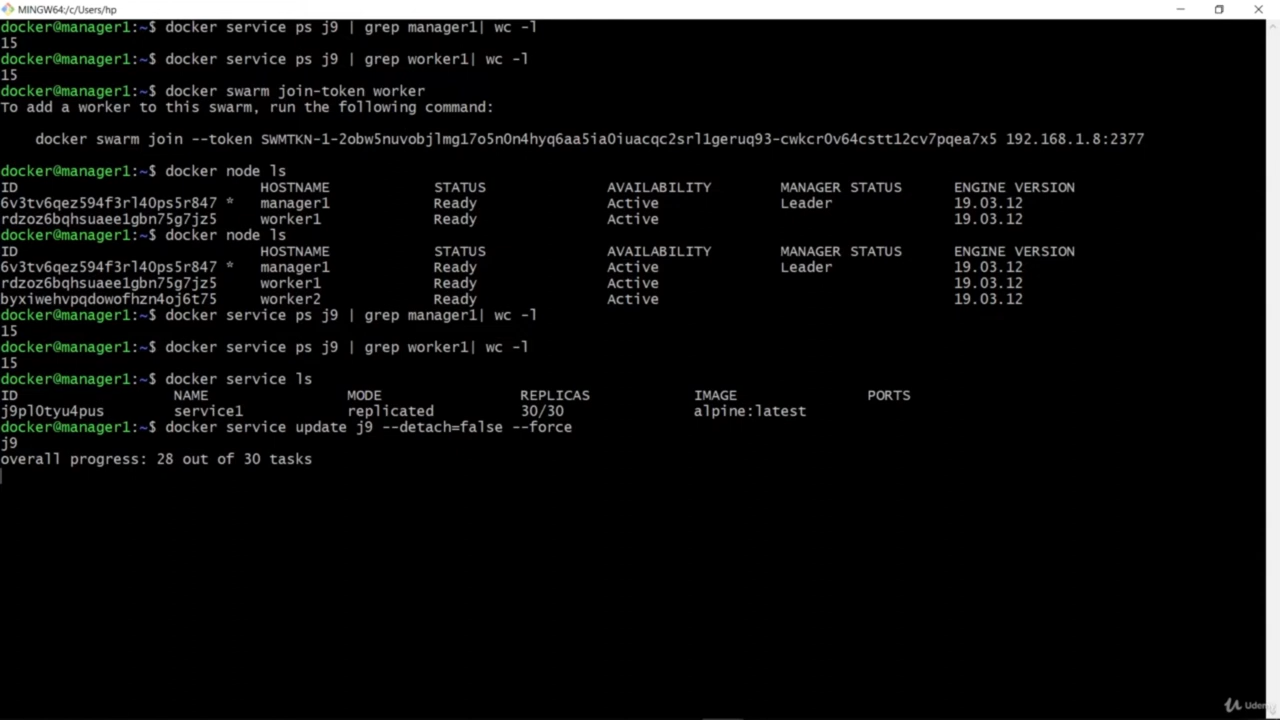 MINGW64:/c/Users/hp
docker@manager1:~$ docker service ps j9 | grep manager1| wc -l
15
docker@manager1:~$ docker service ps j9 | grep worker1| wc -l
15
docker@manager1:~$ docker swarm join-token worker
To add a worker to this swarm, run the following command:
docker swarm join --token SWMTKN-1-2obw5nuvobjlmg17o5n0n4hyq6aa5ia0iuacqc2srl1geruq93-cwkcr0v64cstt12cv7pqea7x5 192.168.1.8:2377
docker@manager1:~$ docker node ls
ID HOSTNAME STATUS AVAILABILITY MANAGER STATUS ENGINE VERSION
6v3tv6qez594f3rl40ps5r847 * manager1 Ready Active Leader 19.03.12
rdzoz6bqhsuaee1gbn75g7jz5 worker1 Ready Active 19.03.12
docker@manager1:~$ docker node ls
ID HOSTNAME STATUS AVAILABILITY MANAGER STATUS ENGINE VERSION
6v3tv6qez594f3rl40ps5r847 * manager1 Ready Active Leader 19.03.12
rdzoz6bqhsuaee1gbn75g7jz5 worker1 Ready Active 19.03.12
byxiwehvpqdowofhzn4oj6t75 worker2 Ready Active 19.03.12
docker@manager1:~$ docker service ps j9 | grep manager1| wc -l
15
docker@manager1:~$ docker service ps j9 | grep worker1| wc -l
15
docker@manager1:~$ docker service ls
ID NAME MODE REPLICAS IMAGE PORTS
j9pl0tyu4pus service1 replicated 30/30 alpine:latest
docker@manager1:~$ docker service update j9 --detach=false --force
j9
overall progress: 28 out of 30 tasks